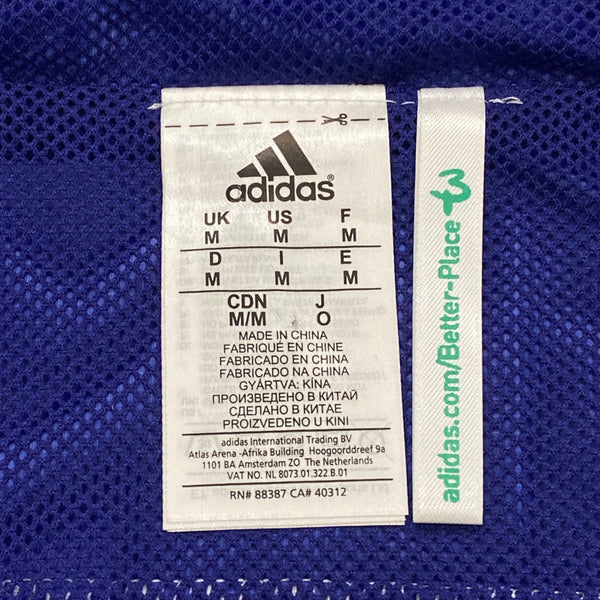 adidas®
UK US F
M M M
D I E
M M M
CDN J
M/M O
MADE IN CHINA
FABRIQUÉ EN CHINE
FABRICADO EN CHINA
FABRICADO NA CHINA
GYÁRTVA: KÍNA
ПРОИЗВЕДЕНО В КИТАЙ
СДЕЛАНО В КИТАЕ
PROIZVEDENO U KINI
adidas International Trading BV
Atlas Arena -Afrika Building Hoogoorddreef 9a
1101 BA Amsterdam ZO The Netherlands
VAT NO. NL 8073.01.322.B.01
RN# 88387 CA# 40312
adidas.com/Better-Place